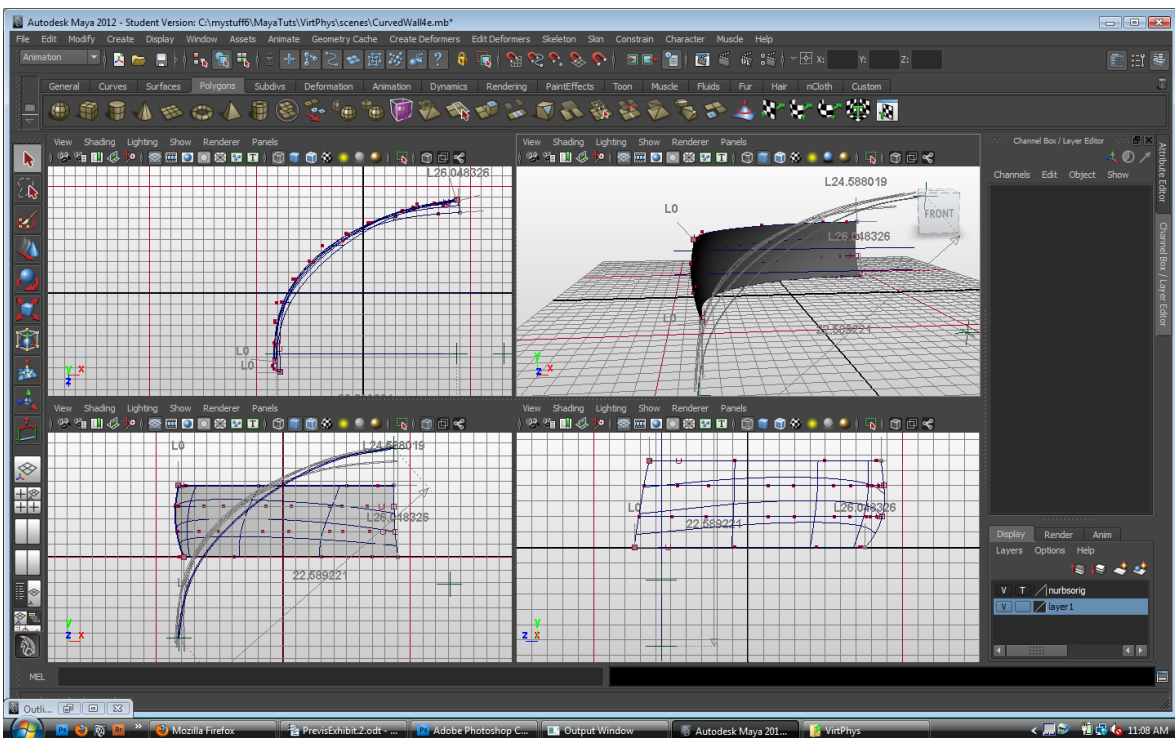 Autodesk Maya 2012 - Student Version: C:\mystuff6\MayaTuts\VirtPhys\scenes\CurvedWall4e.mb*
File Edit Modify Create Display Window Assets Animate Geometry Cache Create Deformers Edit Deformers Skeleton Skin Constrain Character Muscle Help
Animation X: Y: Z:
General Curves Surfaces Polygons Subdivs Deformation Animation Dynamics Rendering PaintEffects Toon Muscle Fluids Fur Hair nCloth Custom
View Shading Lighting Show Renderer Panels
View Shading Lighting Show Renderer Panels
Channel Box / Layer Editor
Channels Edit Object Show
Attribute Editor
Channel Box / Layer Editor
L26.048326
L0
L0
y x
z
L24.588019
L0
FRONT
L26.048326
L0
22.589221
y
z x
View Shading Lighting Show Renderer Panels
View Shading Lighting Show Renderer Panels
L0
L24.588019
L26.048326
22.589221
y
z x
U
L0
L26.048326
22.589221
U
y
z x
Display Render Anim
Layers Options Help
V T nurbsorig
V layer1
MEL
Outli...
Mozilla Firefox
PrevisExhibit.2.odt - ...
Adobe Photoshop C...
Output Window
Autodesk Maya 201...
VirtPhys
11:08 AM